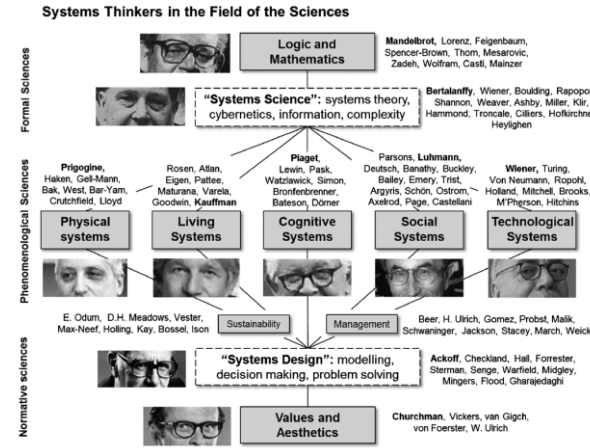 Systems Thinkers in the Field of the Sciences
Formal Sciences
Logic and
Mathematics
Mandelbrot, Lorenz, Feigenbaum,
Spencer-Brown, Thom, Mesarovic,
Zadeh, Wolfram, Casti, Mainzer
"Systems Science": systems theory,
cybernetics, information, complexity
Bertalanffy, Wiener, Boulding, Rapopo
Shannon, Weaver, Ashby, Miller, Klir,
Hammond, Troncale, Cilliers, Hofkirchne
Heylighen
Phenomenological Sciences
Prigogine,
Haken, Gell-Mann,
Bak, West, Bar-Yam,
Crutchfield, Lloyd
Rosen, Atlan,
Eigen, Pattee,
Maturana, Varela,
Goodwin, Kauffman
Piaget,
Lewin, Pask,
Watzlawick, Simon,
Bronfenbrenner,
Bateson, Dörner
Parsons, Luhmann,
Deutsch, Banathy, Buckley,
Bailey, Emery, Trist,
Argyris, Schön, Ostrom,
Axelrod, Page, Castellani
Wiener, Turing,
Von Neumann, Ropohl,
Holland, Mitchell, Brooks,
M'Pherson, Hitchins
Physical
systems
Living
Systems
Cognitive
Systems
Social
Systems
Technological
Systems
E. Odum, D.H. Meadows, Vester,
Max-Neef, Holling, Kay, Bossel, Ison
Sustainability
Management
Beer, H. Ulrich, Gomez, Probst, Malik,
Schwaninger, Jackson, Stacey, March, Weick
Normative sciences
"Systems Design": modelling,
decision making, problem solving
Ackoff, Checkland, Hall, Forrester,
Sterman, Senge, Warfield, Midgley,
Mingers, Flood, Gharajedaghi
Values and
Aesthetics
Churchman, Vickers, van Gigch,
von Foerster, W. Ulrich